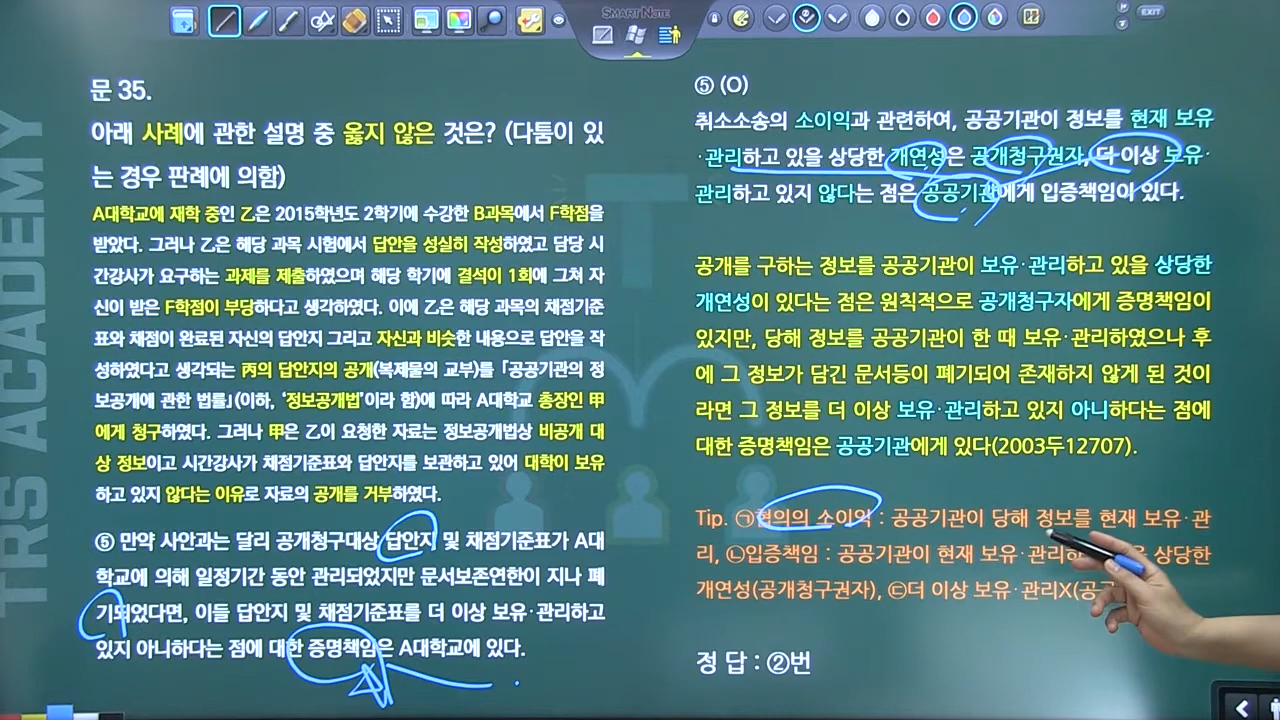 SMART NOTE
EXIT
TRS ACADEMY
문 35.
아래 사례에 관한 설명 중 옳지 않은 것은? (다툼이 있
는 경우 판례에 의함)
A대학교에 재학 중인 乙은 2015학년도 2학기에 수강한 B과목에서 F학점을
받았다. 그러나 乙은 해당 과목 시험에서 답안을 성실히 작성하였고 담당 시
간강사가 요구하는 과제를 제출하였으며 해당 학기에 결석이 1회에 그쳐 자
신이 받은 F학점이 부당하다고 생각하였다. 이에 乙은 해당 과목의 채점기준
표와 채점이 완료된 자신의 답안지 그리고 자신과 비슷한 내용으로 답안을 작
성하였다고 생각되는 丙의 답안지의 공개(복제물의 교부)를 「공공기관의 정
보공개에 관한 법률」(이하, ‘정보공개법’이라 함)에 따라 A대학교 총장인 甲
에게 청구하였다. 그러나 甲은 乙이 요청한 자료는 정보공개법상 비공개 대
상 정보이고 시간강사가 채점기준표와 답안지를 보관하고 있어 대학이 보유
하고 있지 않다는 이유로 자료의 공개를 거부하였다.
⑤ 만약 사안과는 달리 공개청구대상 답안지 및 채점기준표가 A대
학교에 의해 일정기간 동안 관리되었지만 문서보존연한이 지나 폐
기되었다면, 이들 답안지 및 채점기준표를 더 이상 보유·관리하고
있지 아니하다는 점에 대한 증명책임은 A대학교에 있다.
⑤ (O)
취소소송의 소이익과 관련하여, 공공기관이 정보를 현재 보유
·관리하고 있을 상당한 개연성은 공개청구권자, 더 이상 보유·
관리하고 있지 않다는 점은 공공기관에게 입증책임이 있다.
공개를 구하는 정보를 공공기관이 보유·관리하고 있을 상당한
개연성이 있다는 점은 원칙적으로 공개청구자에게 증명책임이
있지만, 당해 정보를 공공기관이 한 때 보유·관리하였으나 후
에 그 정보가 담긴 문서등이 폐기되어 존재하지 않게 된 것이
라면 그 정보를 더 이상 보유·관리하고 있지 아니하다는 점에
대한 증명책임은 공공기관에게 있다(2003두12707).
Tip. ㉠협의의 소이익 : 공공기관이 당해 정보를 현재 보유·관
리, ㉡입증책임 : 공공기관이 현재 보유·관리하 상당한
개연성(공개청구권자), ㉢더 이상 보유·관리X(공공
정 답 : ②번